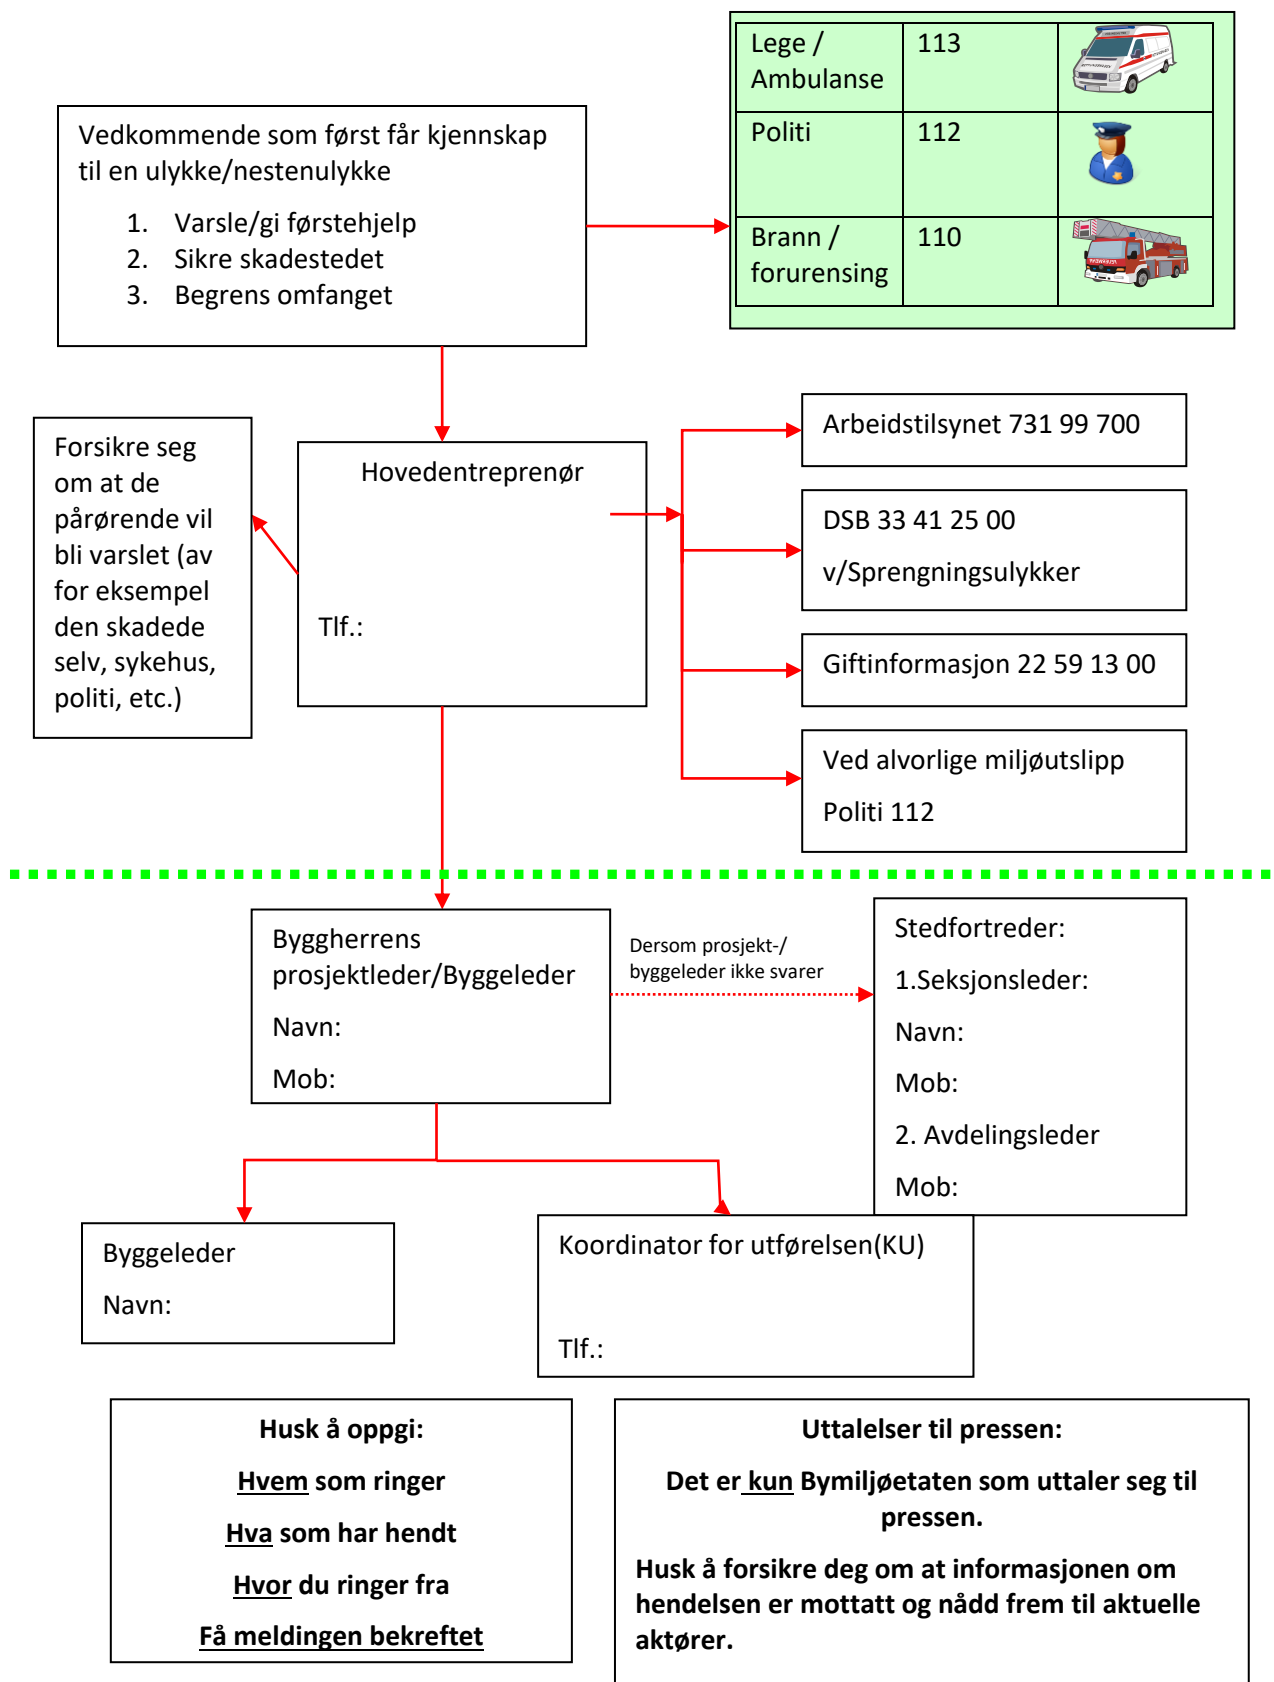 Lege /
Ambulanse
113
Politi
112
Brann /
forurensing
110
Vedkommende som først får kjennskap
til en ulykke/nestenulykke
1. Varsle/gi førstehjelp
2. Sikre skadestedet
3. Begrens omfanget
Forsikre seg
om at de
pårørende vil
bli varslet (av
for eksempel
den skadede
selv, sykehus,
politi, etc.)
Hovedentreprenør
Tlf.:
Arbeidstilsynet 731 99 700
DSB 33 41 25 00
v/Sprengningsulykker
Giftinformasjon 22 59 13 00
Ved alvorlige miljøutslipp
Politi 112
Byggherrens
prosjektleder/Byggeleder
Navn:
Mob:
Dersom prosjekt-/
byggeleder ikke svarer
Stedfortreder:
1.Seksjonsleder:
Navn:
Mob:
2. Avdelingsleder
Mob:
Byggeleder
Navn:
Koordinator for utførelsen(KU)
Tlf.:
Husk å oppgi:
Hvem som ringer
Hva som har hendt
Hvor du ringer fra
Få meldingen bekreftet
Uttalelser til pressen:
Det er kun Bymiljøetaten som uttaler seg til
pressen.
Husk å forsikre deg om at informasjonen om
hendelsen er mottatt og nådd frem til aktuelle
aktører.